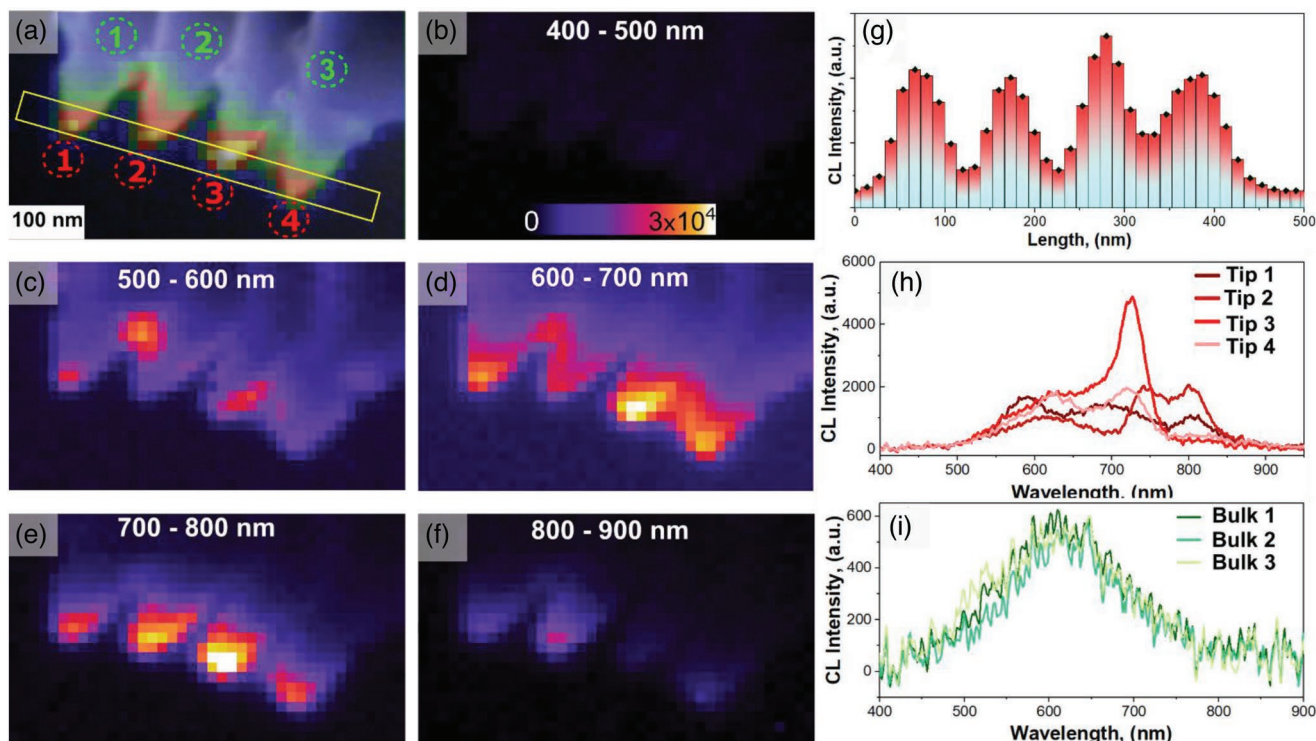 (a)
1
2
3
1
2
3
4
100 nm
(b)
400 - 500 nm
0
3x10⁴
(c)
500 - 600 nm
(d)
600 - 700 nm
(e)
700 - 800 nm
(f)
800 - 900 nm
(g)
CL Intensity, (a.u.)
0 100 200 300 400 500
Length, (nm)
(h)
6000
4000
2000
0
CL Intensity, (a.u.)
Tip 1
Tip 2
Tip 3
Tip 4
400 500 600 700 800 900
Wavelength, (nm)
(i)
600
400
200
0
CL Intensity, (a.u.)
Bulk 1
Bulk 2
Bulk 3
400 500 600 700 800 900
Wavelength, (nm)